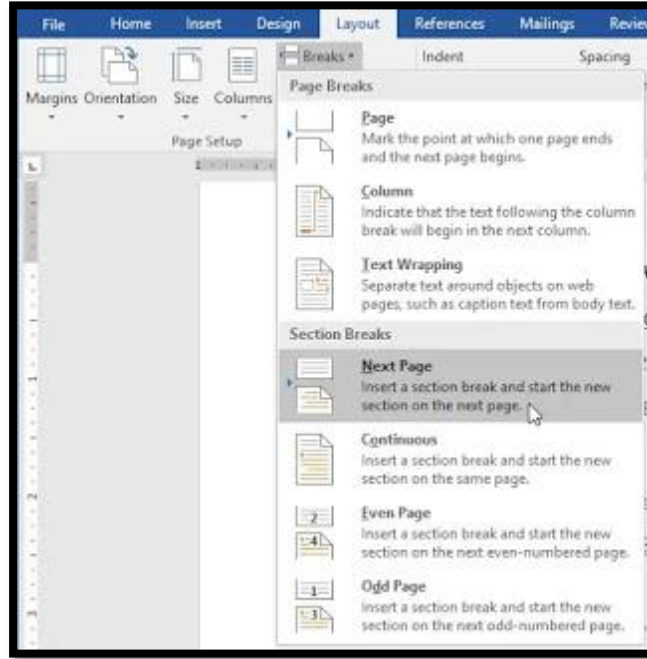 File Home Insert Design Layout References Mailings Review
Breaks Indent Spacing
Margins Orientation Size Columns
Page Setup
Page Breaks
Page
Mark the point at which one page ends
and the next page begins.
Column
Indicate that the text following the column
break will begin in the next column.
Text Wrapping
Separate text around objects on web
pages, such as caption text from body text.
Section Breaks
Next Page
Insert a section break and start the new
section on the next page.
Continuous
Insert a section break and start the new
section on the same page.
2
4
Even Page
Insert a section break and start the new
section on the next even-numbered page.
1
3
Odd Page
Insert a section break and start the new
section on the next odd-numbered page.